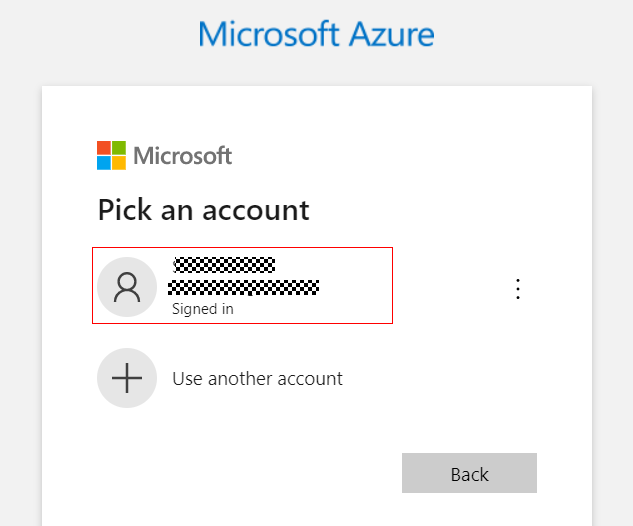 Microsoft Azure
Microsoft
Pick an account
Signed in
Use another account
Back